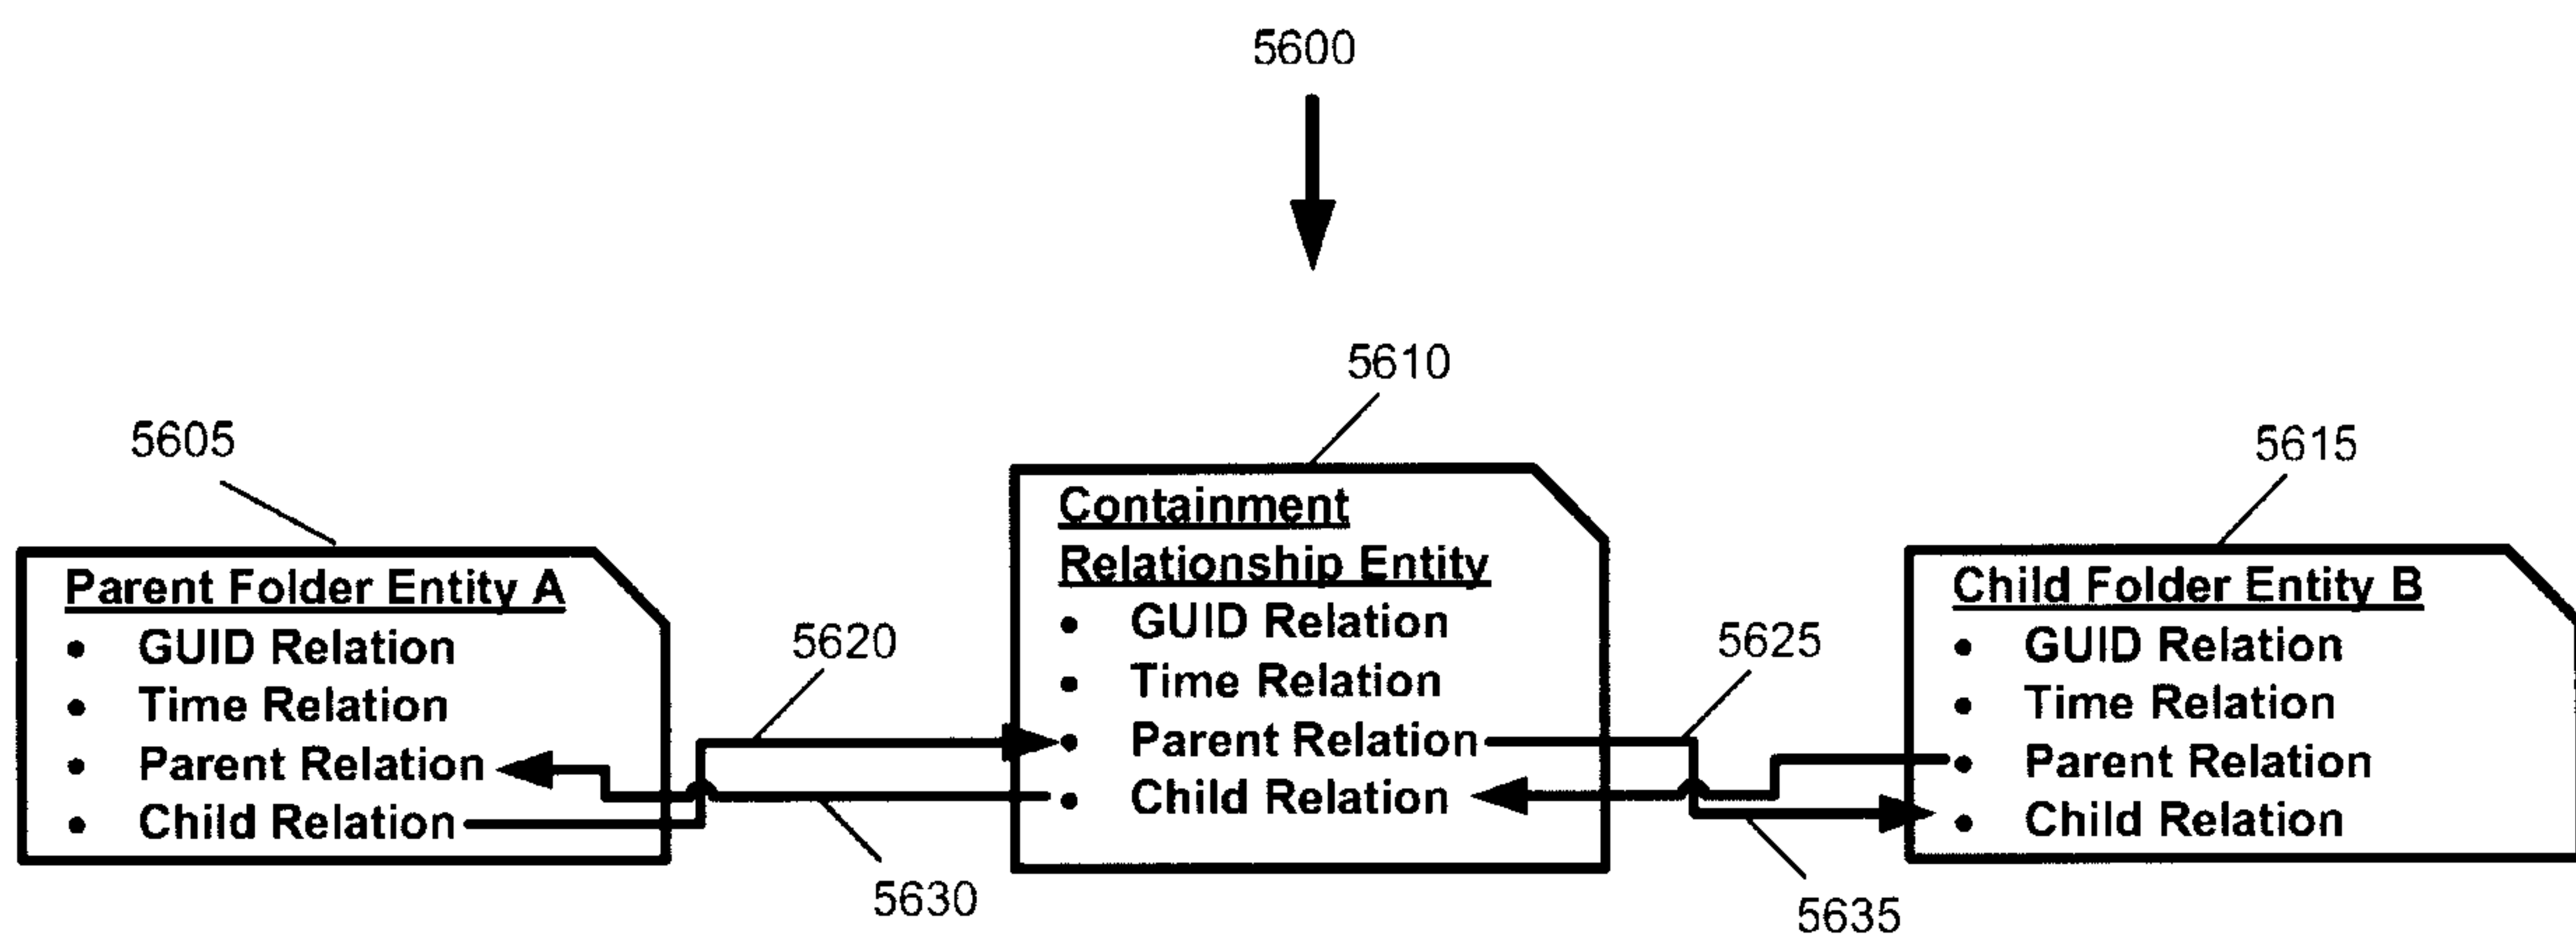 5600
5610
5605
5615
Containment
Relationship Entity
• GUID Relation
• Time Relation
• Parent Relation
• Child Relation
Parent Folder Entity A
• GUID Relation
• Time Relation
• Parent Relation
• Child Relation
Child Folder Entity B
• GUID Relation
• Time Relation
• Parent Relation
• Child Relation
5620
5625
5630
5635